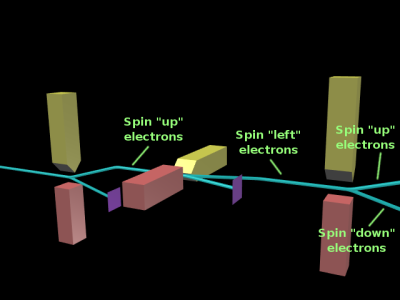 Spin "up"
electrons
Spin "left"
electrons
Spin "up"
electrons
Spin "down"
electrons